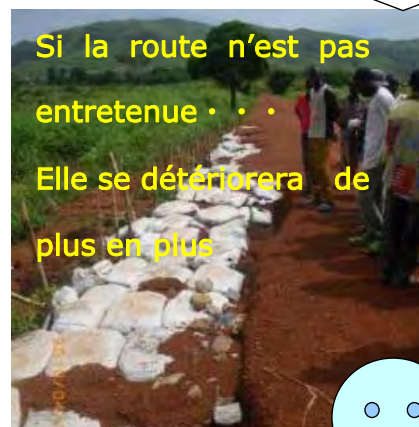 Si la route n’est pas
entretenue・・・
Elle se détériorera de
plus en plus